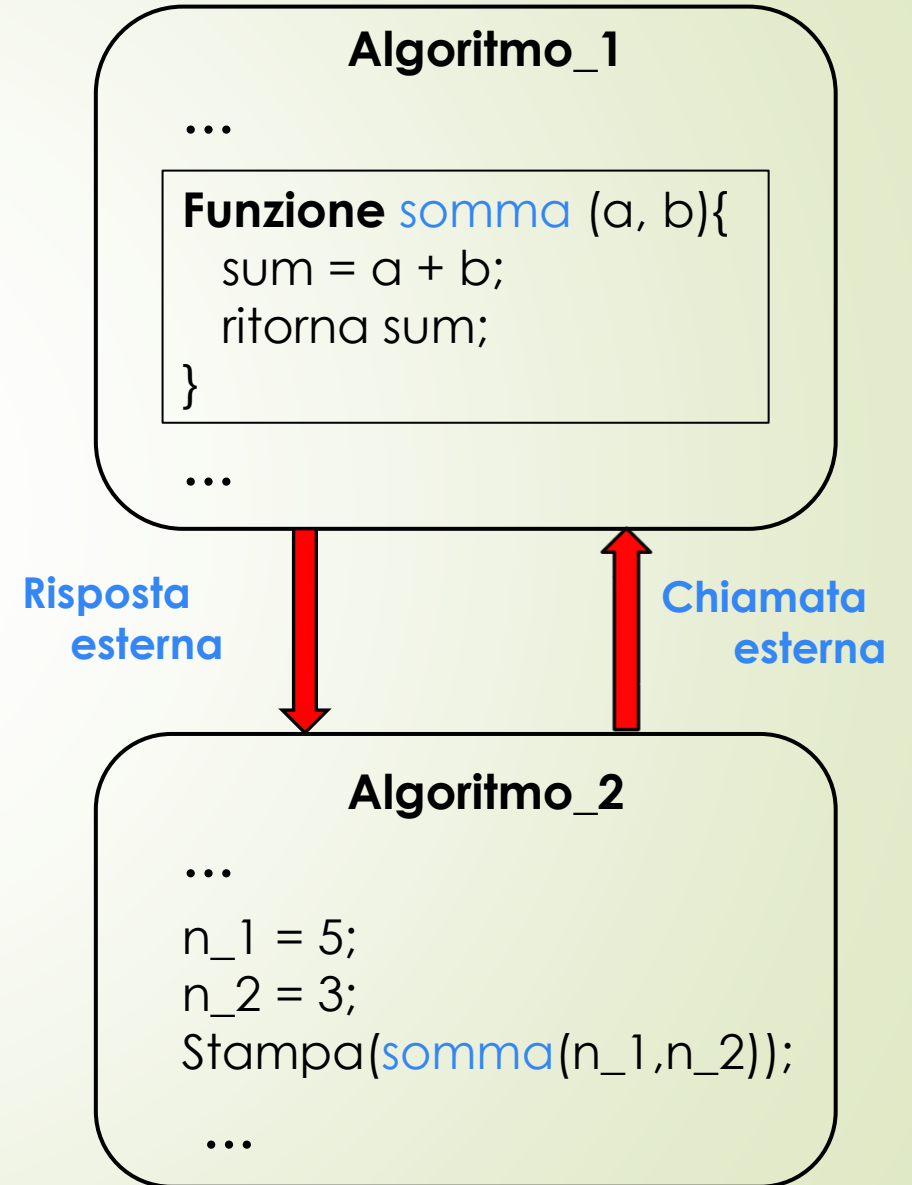 Algoritmo_1
...
Funzione somma (a, b){
sum = a + b;
ritorna sum;
}
...
Risposta
esterna
Chiamata
esterna
Algoritmo_2
...
n_1 = 5;
n_2 = 3;
Stampa(somma(n_1,n_2));
...